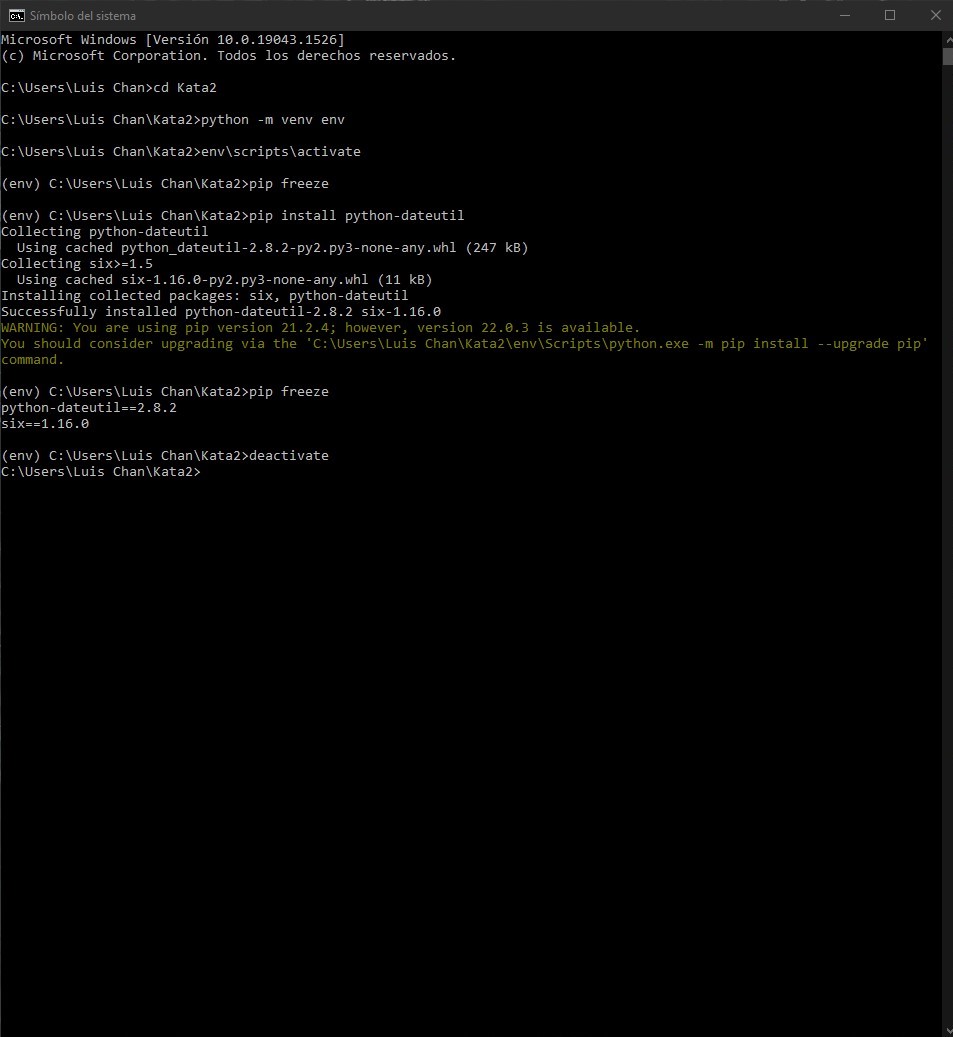 Símbolo del sistema
Microsoft Windows [Versión 10.0.19043.1526]
(c) Microsoft Corporation. Todos los derechos reservados.
C:\Users\Luis Chan>cd Kata2
C:\Users\Luis Chan\Kata2>python -m venv env
C:\Users\Luis Chan\Kata2>env\scripts\activate
(env) C:\Users\Luis Chan\Kata2>pip freeze
(env) C:\Users\Luis Chan\Kata2>pip install python-dateutil
Collecting python-dateutil
  Using cached python_dateutil-2.8.2-py2.py3-none-any.whl (247 kB)
Collecting six>=1.5
  Using cached six-1.16.0-py2.py3-none-any.whl (11 kB)
Installing collected packages: six, python-dateutil
Successfully installed python-dateutil-2.8.2 six-1.16.0
WARNING: You are using pip version 21.2.4; however, version 22.0.3 is available.
You should consider upgrading via the 'C:\Users\Luis Chan\Kata2\env\Scripts\python.exe -m pip install --upgrade pip'
command.
(env) C:\Users\Luis Chan\Kata2>pip freeze
python-dateutil==2.8.2
six==1.16.0
(env) C:\Users\Luis Chan\Kata2>deactivate
C:\Users\Luis Chan\Kata2>